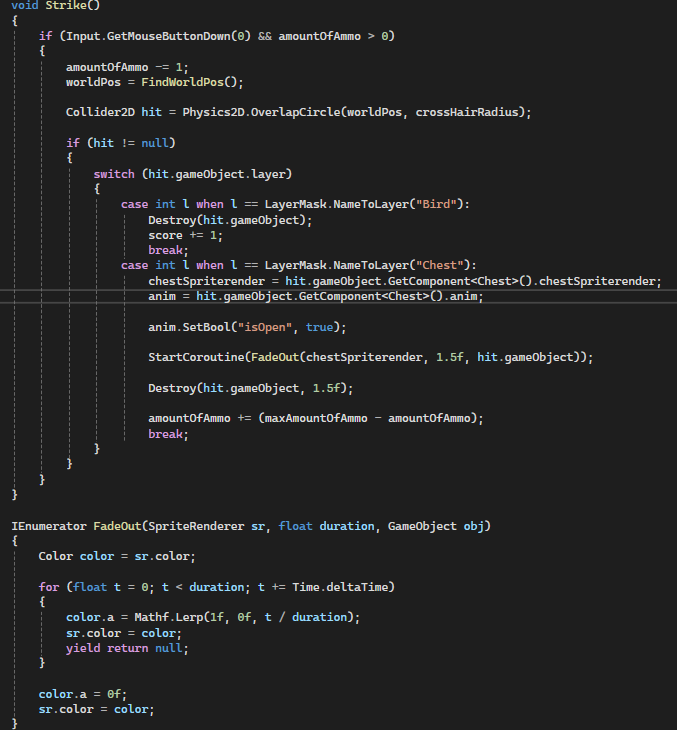 void Strike()
{
    if (Input.GetMouseButtonDown(0) && amountOfAmmo > 0)
    {
        amountOfAmmo -= 1;
        worldPos = FindWorldPos();

        Collider2D hit = Physics2D.OverlapCircle(worldPos, crossHairRadius);

        if (hit != null)
        {
            switch (hit.gameObject.layer)
            {
                case int l when l == LayerMask.NameToLayer("Bird"):
                    Destroy(hit.gameObject);
                    score += 1;
                    break;
                case int l when l == LayerMask.NameToLayer("Chest"):
                    chestSpriterender = hit.gameObject.GetComponent<Chest>().chestSpriterender;
                    anim = hit.gameObject.GetComponent<Chest>().anim;

                    anim.SetBool("isOpen", true);

                    StartCoroutine(FadeOut(chestSpriterender, 1.5f, hit.gameObject));

                    Destroy(hit.gameObject, 1.5f);

                    amountOfAmmo += (maxAmountOfAmmo - amountOfAmmo);
                    break;
            }
        }
    }
}

IEnumerator FadeOut(SpriteRenderer sr, float duration, GameObject obj)
{
    Color color = sr.color;

    for (float t = 0; t < duration; t += Time.deltaTime)
    {
        color.a = Mathf.Lerp(1f, 0f, t / duration);
        sr.color = color;
        yield return null;
    }

    color.a = 0f;
    sr.color = color;
}